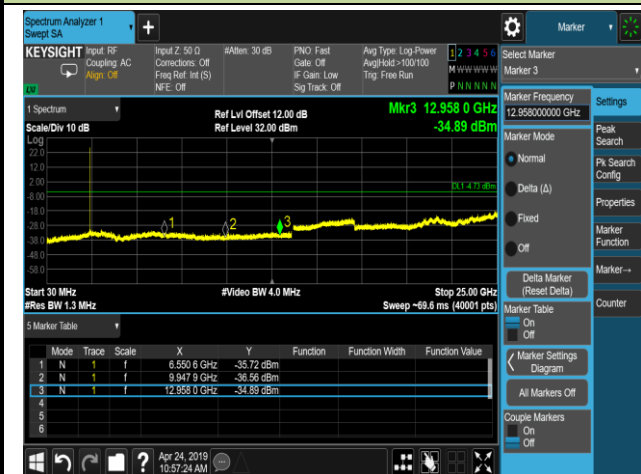 Spectrum Analyzer 1
Swept SA
+
Marker
KEYSIGHT
LXI
Input: RF
Coupling: AC
Align: Off
Input Z: 50 Ω
Corrections: Off
Freq Ref: Int (S)
NFE: Off
#Atten: 30 dB
PNO: Fast
Gate: Off
IF Gain: Low
Sig Track: Off
Avg Type: Log-Power
Avg|Hold:>100/100
Trig: Free Run
1 2 3 4 5 6
M W W W W W
P N N N N N
Select Marker
Marker 3
1 Spectrum
Scale/Div 10 dB
Ref Lvl Offset 12.00 dB
Ref Level 32.00 dBm
Mkr3 12.958 0 GHz
-34.89 dBm
Log
22.0
12.0
2.00
-8.00
-18.0
-28.0
-38.0
-48.0
-58.0
DL1 -4.73 dBm
1
2
3
Start 30 MHz
#Res BW 1.3 MHz
#Video BW 4.0 MHz
Stop 25.00 GHz
Sweep ~69.6 ms (40001 pts)
5 Marker Table
Mode Trace Scale X Y Function Function Width Function Value
1 N 1 f 6.550 6 GHz -35.72 dBm
2 N 1 f 9.947 9 GHz -36.56 dBm
3 N 1 f 12.958 0 GHz -34.89 dBm
4
5
6
?
Apr 24, 2019
10:57:24 AM
Marker Frequency
12.958000000 GHz
Marker Mode
Normal
Delta (Δ)
Fixed
Off
Delta Marker
(Reset Delta)
Marker Table
On
Off
Marker Settings
Diagram
All Markers Off
Couple Markers
On
Off
Settings
Peak
Search
Pk Search
Config
Properties
Marker
Function
Marker→
Counter